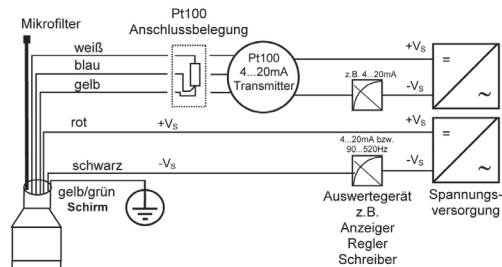 Mikrofilter
Pt100
Anschlussbelegung
weiß
blau
gelb
Pt100
4...20mA
Transmitter
+VS
=
z.B. 4...20mA
-VS
~
rot
+VS
+VS
=
4...20mA bzw.
90...520Hz
schwarz
-VS
-VS
~
gelb/grün
Schirm
Auswertegerät
z.B.
Anzeiger
Regler
Schreiber
Spannungs-
versorgung